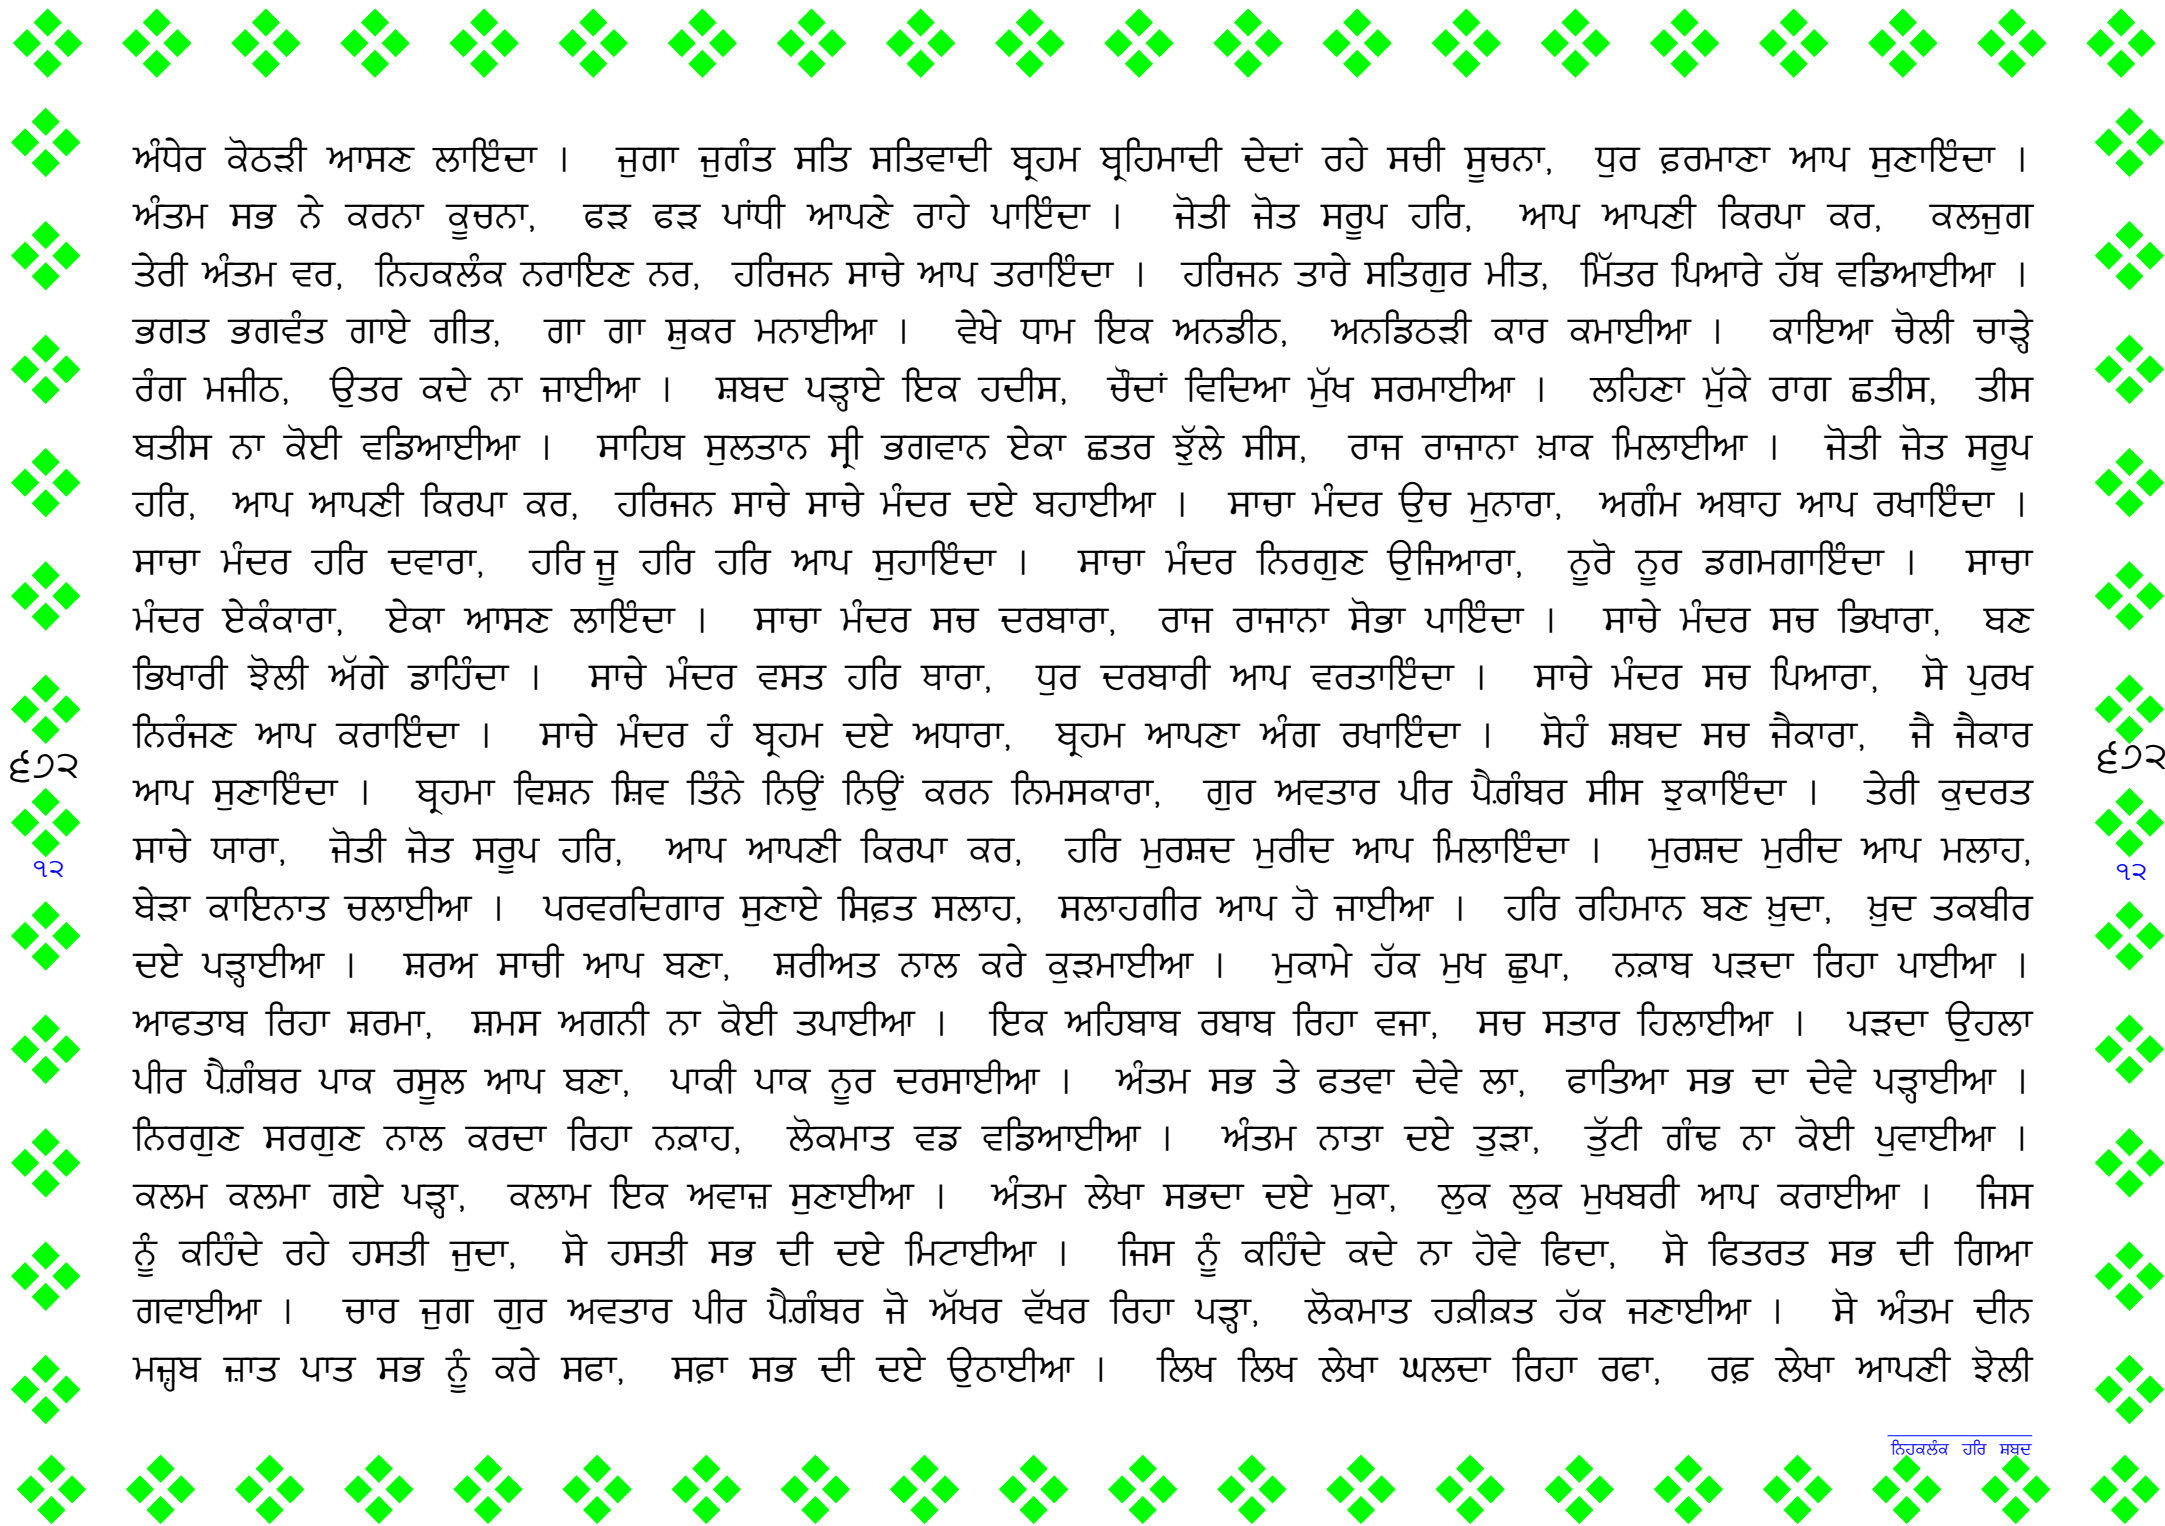 ਅੰਧੇਰ ਕੋਠੜੀ ਆਸਣ ਲਾਇੰਦਾ । ਜੁਗਾ ਜੁਗੰਤ ਸਤਿ ਸਤਿਵਾਦੀ ਬ੍ਰਹਮ ਬ੍ਰਹਿਮਾਦੀ ਦੇਦਾਂ ਰਹੇ ਸਚੀ ਸੂਚਨਾ, ਧੁਰ ਫ਼ਰਮਾਣਾ ਆਪ ਸੁਣਾਇੰਦਾ ।
ਅੰਤਮ ਸਭ ਨੇ ਕਰਨਾ ਕੂਚਨਾ, ਫੜ ਫੜ ਪਾਂਧੀ ਆਪਣੇ ਰਾਹੇ ਪਾਇੰਦਾ । ਜੋਤੀ ਜੋਤ ਸਰੂਪ ਹਰਿ, ਆਪ ਆਪਣੀ ਕਿਰਪਾ ਕਰ, ਕਲਜੁਗ
ਤੇਰੀ ਅੰਤਮ ਵਰ, ਨਿਹਕਲੰਕ ਨਰਾਇਣ ਨਰ, ਹਰਿਜਨ ਸਾਚੇ ਆਪ ਤਰਾਇੰਦਾ । ਹਰਿਜਨ ਤਾਰੇ ਸਤਿਗੁਰ ਮੀਤ, ਮਿੱਤਰ ਪਿਆਰੇ ਹੱਥ ਵਡਿਆਈਆ ।
ਭਗਤ ਭਗਵੰਤ ਗਾਏ ਗੀਤ, ਗਾ ਗਾ ਸ਼ੁਕਰ ਮਨਾਈਆ । ਵੇਖੇ ਧਾਮ ਇਕ ਅਨਡੀਠ, ਅਨਡਿਠੜੀ ਕਾਰ ਕਮਾਈਆ । ਕਾਇਆ ਚੋਲੀ ਚਾੜ੍ਹੇ
ਰੰਗ ਮਜੀਠ, ਉਤਰ ਕਦੇ ਨਾ ਜਾਈਆ । ਸ਼ਬਦ ਪੜ੍ਹਾਏ ਇਕ ਹਦੀਸ, ਚੌਦਾਂ ਵਿਦਿਆ ਮੁੱਖ ਸਰਮਾਈਆ । ਲਹਿਣਾ ਮੁੱਕੇ ਰਾਗ ਛਤੀਸ, ਤੀਸ
ਬਤੀਸ ਨਾ ਕੋਈ ਵਡਿਆਈਆ । ਸਾਹਿਬ ਸੁਲਤਾਨ ਸ੍ਰੀ ਭਗਵਾਨ ਏਕਾ ਛਤਰ ਝੁੱਲੇ ਸੀਸ, ਰਾਜ ਰਾਜਾਨਾ ਖ਼ਾਕ ਮਿਲਾਈਆ । ਜੋਤੀ ਜੋਤ ਸਰੂਪ
ਹਰਿ, ਆਪ ਆਪਣੀ ਕਿਰਪਾ ਕਰ, ਹਰਿਜਨ ਸਾਚੇ ਸਾਚੇ ਮੰਦਰ ਦਏ ਬਹਾਈਆ । ਸਾਚਾ ਮੰਦਰ ਉਚ ਮੁਨਾਰਾ, ਅਗੰਮ ਅਥਾਹ ਆਪ ਰਖਾਇੰਦਾ ।
ਸਾਚਾ ਮੰਦਰ ਹਰਿ ਦਵਾਰਾ, ਹਰਿ ਜੂ ਹਰਿ ਹਰਿ ਆਪ ਸੁਹਾਇੰਦਾ । ਸਾਚਾ ਮੰਦਰ ਨਿਰਗੁਣ ਉਜਿਆਰਾ, ਨੂਰੋ ਨੂਰ ਡਗਮਗਾਇੰਦਾ । ਸਾਚਾ
ਮੰਦਰ ਏਕੰਕਾਰਾ, ਏਕਾ ਆਸਣ ਲਾਇੰਦਾ । ਸਾਚਾ ਮੰਦਰ ਸਚ ਦਰਬਾਰਾ, ਰਾਜ ਰਾਜਾਨਾ ਸੋਭਾ ਪਾਇੰਦਾ । ਸਾਚੇ ਮੰਦਰ ਸਚ ਭਿਖਾਰਾ, ਬਣ
ਭਿਖਾਰੀ ਝੋਲੀ ਅੱਗੇ ਡਾਹਿੰਦਾ । ਸਾਚੇ ਮੰਦਰ ਵਸਤ ਹਰਿ ਥਾਰਾ, ਧੁਰ ਦਰਬਾਰੀ ਆਪ ਵਰਤਾਇੰਦਾ । ਸਾਚੇ ਮੰਦਰ ਸਚ ਪਿਆਰਾ, ਸੋ ਪੁਰਖ
ਨਿਰੰਜਣ ਆਪ ਕਰਾਇੰਦਾ । ਸਾਚੇ ਮੰਦਰ ਹੰ ਬ੍ਰਹਮ ਦਏ ਅਧਾਰਾ, ਬ੍ਰਹਮ ਆਪਣਾ ਅੰਗ ਰਖਾਇੰਦਾ । ਸੋਹੰ ਸ਼ਬਦ ਸਚ ਜੈਕਾਰਾ, ਜੈ ਜੈਕਾਰ
ਆਪ ਸੁਣਾਇੰਦਾ । ਬ੍ਰਹਮਾ ਵਿਸ਼ਨ ਸ਼ਿਵ ਤਿੰਨੇ ਨਿਉਂ ਨਿਉਂ ਕਰਨ ਨਿਮਸਕਾਰਾ, ਗੁਰ ਅਵਤਾਰ ਪੀਰ ਪੈਗ਼ੰਬਰ ਸੀਸ ਝੁਕਾਇੰਦਾ । ਤੇਰੀ ਕੁਦਰਤ
ਸਾਚੇ ਯਾਰਾ, ਜੋਤੀ ਜੋਤ ਸਰੂਪ ਹਰਿ, ਆਪ ਆਪਣੀ ਕਿਰਪਾ ਕਰ, ਹਰਿ ਮੁਰਸ਼ਦ ਮੁਰੀਦ ਆਪ ਮਿਲਾਇੰਦਾ । ਮੁਰਸ਼ਦ ਮੁਰੀਦ ਆਪ ਮਲਾਹ,
ਬੇੜਾ ਕਾਇਨਾਤ ਚਲਾਈਆ । ਪਰਵਰਦਿਗਾਰ ਸੁਣਾਏ ਸਿਫ਼ਤ ਸਲਾਹ, ਸਲਾਹਗੀਰ ਆਪ ਹੋ ਜਾਈਆ । ਹਰਿ ਰਹਿਮਾਨ ਬਣ ਖ਼ੁਦਾ, ਖ਼ੁਦ ਤਕਬੀਰ
ਦਏ ਪੜ੍ਹਾਈਆ । ਸ਼ਰਅ ਸਾਚੀ ਆਪ ਬਣਾ, ਸ਼ਰੀਅਤ ਨਾਲ ਕਰੇ ਕੁੜਮਾਈਆ । ਮੁਕਾਮੇ ਹੱਕ ਮੁਖ ਛੁਪਾ, ਨਕ਼ਾਬ ਪੜਦਾ ਰਿਹਾ ਪਾਈਆ ।
ਆਫਤਾਬ ਰਿਹਾ ਸ਼ਰਮਾ, ਸ਼ਮਸ ਅਗਨੀ ਨਾ ਕੋਈ ਤਪਾਈਆ । ਇਕ ਅਹਿਬਾਬ ਰਬਾਬ ਰਿਹਾ ਵਜਾ, ਸਚ ਸਤਾਰ ਹਿਲਾਈਆ । ਪੜਦਾ ਉਹਲਾ
ਪੀਰ ਪੈਗ਼ੰਬਰ ਪਾਕ ਰਸੂਲ ਆਪ ਬਣਾ, ਪਾਕੀ ਪਾਕ ਨੂਰ ਦਰਸਾਈਆ । ਅੰਤਮ ਸਭ ਤੇ ਫਤਵਾ ਦੇਵੇ ਲਾ, ਫਾਤਿਆ ਸਭ ਦਾ ਦੇਵੇ ਪੜ੍ਹਾਈਆ ।
ਨਿਰਗੁਣ ਸਰਗੁਣ ਨਾਲ ਕਰਦਾ ਰਿਹਾ ਨਕ਼ਾਹ, ਲੋਕਮਾਤ ਵਡ ਵਡਿਆਈਆ । ਅੰਤਮ ਨਾਤਾ ਦਏ ਤੁੜਾ, ਤੁੱਟੀ ਗੰਢ ਨਾ ਕੋਈ ਪੁਵਾਈਆ ।
ਕਲਮ ਕਲਮਾ ਗਏ ਪੜ੍ਹਾ, ਕਲਾਮ ਇਕ ਅਵਾਜ਼ ਸੁਣਾਈਆ । ਅੰਤਮ ਲੇਖਾ ਸਭਦਾ ਦਏ ਮੁਕਾ, ਲੁਕ ਲੁਕ ਮੁਖਬਰੀ ਆਪ ਕਰਾਈਆ । ਜਿਸ
ਨੂੰ ਕਹਿੰਦੇ ਰਹੇ ਹਸਤੀ ਜੁਦਾ, ਸੋ ਹਸਤੀ ਸਭ ਦੀ ਦਏ ਮਿਟਾਈਆ । ਜਿਸ ਨੂੰ ਕਹਿੰਦੇ ਕਦੇ ਨਾ ਹੋਵੇ ਫਿਦਾ, ਸੋ ਫਿਤਰਤ ਸਭ ਦੀ ਗਿਆ
ਗਵਾਈਆ । ਚਾਰ ਜੁਗ ਗੁਰ ਅਵਤਾਰ ਪੀਰ ਪੈਗ਼ੰਬਰ ਜੋ ਅੱਖਰ ਵੱਖਰ ਰਿਹਾ ਪੜ੍ਹਾ, ਲੋਕਮਾਤ ਹਕ਼ੀਕ਼ਤ ਹੱਕ ਜਣਾਈਆ । ਸੋ ਅੰਤਮ ਦੀਨ
ਮਜ਼੍ਹਬ ਜ਼ਾਤ ਪਾਤ ਸਭ ਨੂੰ ਕਰੇ ਸਫਾ, ਸਫ਼ਾ ਸਭ ਦੀ ਦਏ ਉਠਾਈਆ । ਲਿਖ ਲਿਖ ਲੇਖਾ ਘਲਦਾ ਰਿਹਾ ਰਫਾ, ਰਫ਼ ਲੇਖਾ ਆਪਣੀ ਝੋਲੀ
੬੭੨
੬੭੨
੧੨
੧੨
ਨਿਹਕਲੰਕ ਹਰਿ ਸ਼ਬਦ